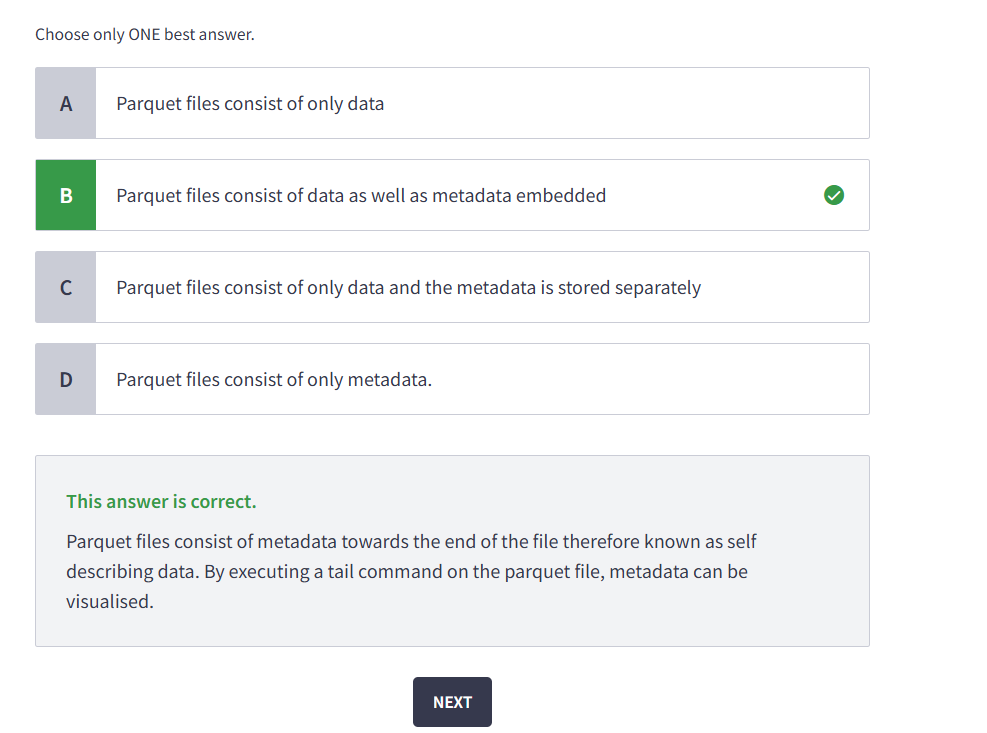 Choose only ONE best answer.
A
Parquet files consist of only data
B
Parquet files consist of data as well as metadata embedded
C
Parquet files consist of only data and the metadata is stored separately
D
Parquet files consist of only metadata.
This answer is correct.
Parquet files consist of metadata towards the end of the file therefore known as self
describing data. By executing a tail command on the parquet file, metadata can be
visualised.
NEXT